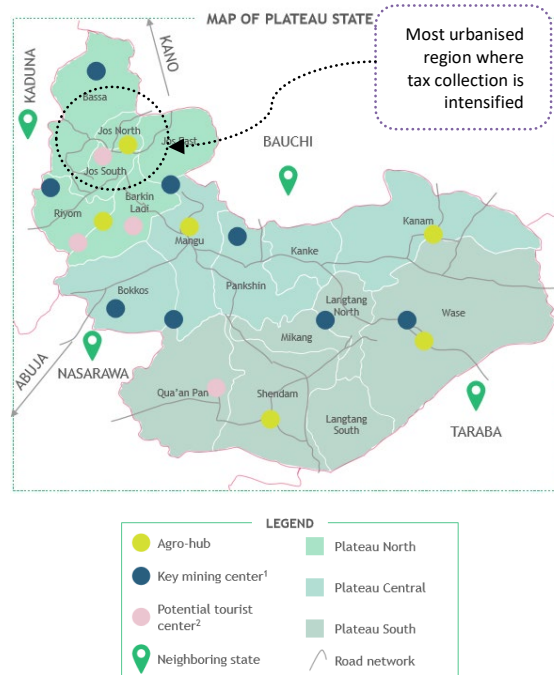 MAP OF PLATEAU STATE
Most urbanised
region where
tax collection is
intensified
KADUNA
KANO
Bassa
Jos North
Jos East
BAUCHI
Jos South
Barkin
Ladi
Riyom
Mangu
Kanam
Kanke
Bokkos
Pankshin
Langtang
North
Wase
Mikang
ABUJA
NASARAWA
Qua'an Pan
Shendam
Langtang
South
TARABA
LEGEND
Agro-hub
Plateau North
Key mining center¹
Plateau Central
Potential tourist
center²
Plateau South
Neighboring state
Road network